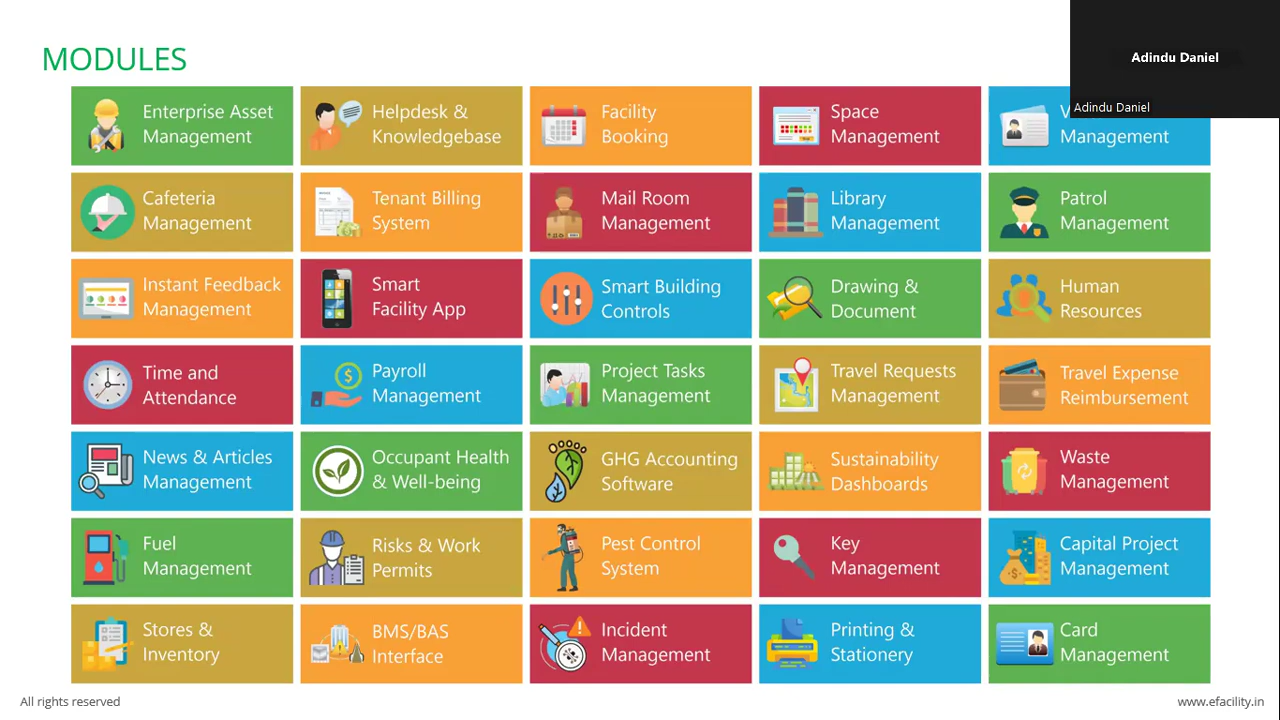 MODULES
Adindu Daniel
Adindu Daniel
Enterprise Asset
Management
Helpdesk &
Knowledgebase
Facility
Booking
Space
Management
Management
Cafeteria
Management
Tenant Billing
System
Mail Room
Management
Library
Management
Patrol
Management
Instant Feedback
Management
Smart
Facility App
Smart Building
Controls
Drawing &
Document
Human
Resources
Time and
Attendance
Payroll
Management
Project Tasks
Management
Travel Requests
Management
Travel Expense
Reimbursement
News & Articles
Management
Occupant Health
& Well-being
GHG Accounting
Software
Sustainability
Dashboards
Waste
Management
Fuel
Management
Risks & Work
Permits
Pest Control
System
Key
Management
Capital Project
Management
Stores &
Inventory
BMS/BAS
Interface
Incident
Management
Printing &
Stationery
Card
Management
All rights reserved
www.efacility.in